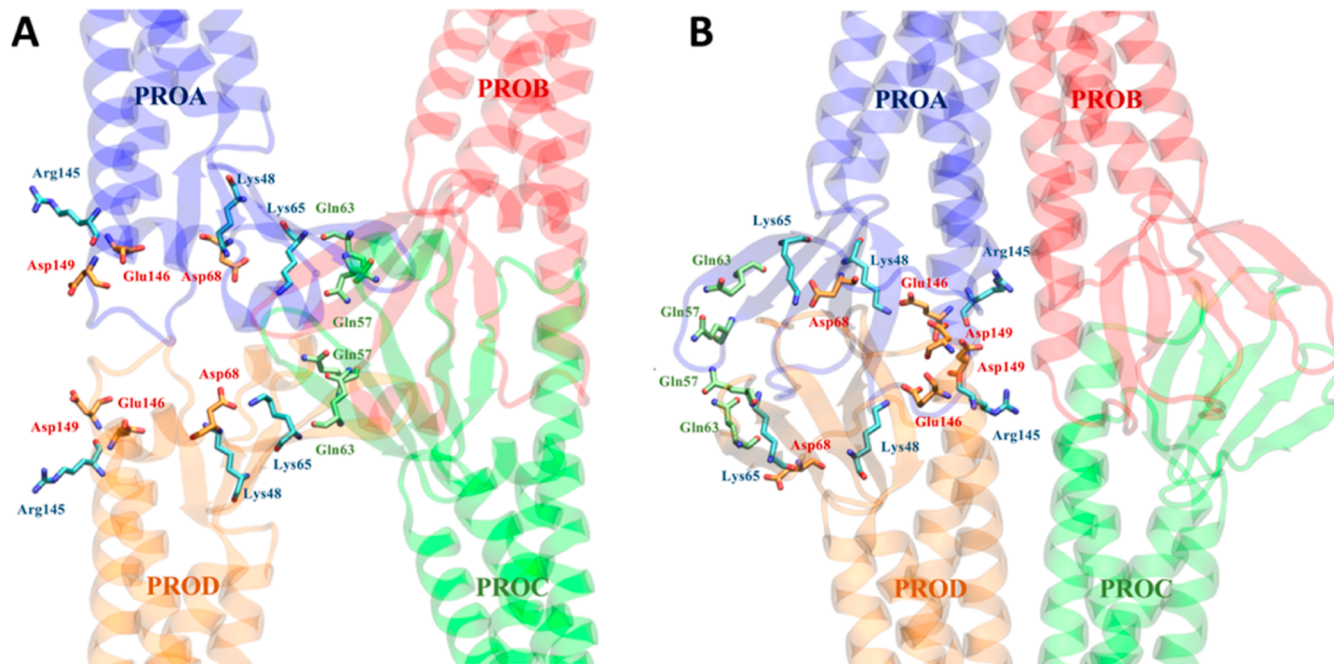 A
PROA
PROB
Arg145
Lys48
Lys65
Gln63
Asp149
Glu146
Asp68
Gln57
Gln57
Asp68
Glu146
Asp149
Gln63
Lys65
Lys48
Arg145
PROD
PROC
B
PROA
PROB
Lys65
Lys48
Arg145
Gln63
Glu146
Gln57
Asp68
Asp149
Asp149
Gln57
Glu146
Gln63
Asp68
Lys48
Arg145
Lys65
PROD
PROC